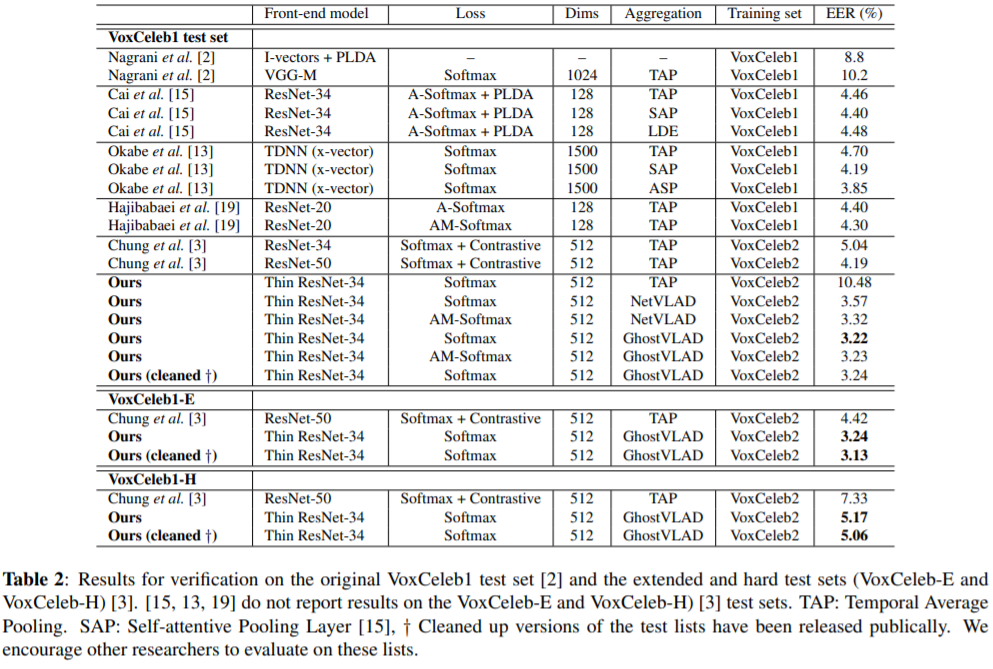 Front-end model Loss Dims Aggregation Training set EER (%)
VoxCeleb1 test set
Nagrani et al. [2] I-vectors + PLDA – – – VoxCeleb1 8.8
Nagrani et al. [2] VGG-M Softmax 1024 TAP VoxCeleb1 10.2
Cai et al. [15] ResNet-34 A-Softmax + PLDA 128 TAP VoxCeleb1 4.46
Cai et al. [15] ResNet-34 A-Softmax + PLDA 128 SAP VoxCeleb1 4.40
Cai et al. [15] ResNet-34 A-Softmax + PLDA 128 LDE VoxCeleb1 4.48
Okabe et al. [13] TDNN (x-vector) Softmax 1500 TAP VoxCeleb1 4.70
Okabe et al. [13] TDNN (x-vector) Softmax 1500 SAP VoxCeleb1 4.19
Okabe et al. [13] TDNN (x-vector) Softmax 1500 ASP VoxCeleb1 3.85
Hajibabaei et al. [19] ResNet-20 A-Softmax 128 TAP VoxCeleb1 4.40
Hajibabaei et al. [19] ResNet-20 AM-Softmax 128 TAP VoxCeleb1 4.30
Chung et al. [3] ResNet-34 Softmax + Contrastive 512 TAP VoxCeleb2 5.04
Chung et al. [3] ResNet-50 Softmax + Contrastive 512 TAP VoxCeleb2 4.19
Ours Thin ResNet-34 Softmax 512 TAP VoxCeleb2 10.48
Ours Thin ResNet-34 Softmax 512 NetVLAD VoxCeleb2 3.57
Ours Thin ResNet-34 AM-Softmax 512 NetVLAD VoxCeleb2 3.32
Ours Thin ResNet-34 Softmax 512 GhostVLAD VoxCeleb2 3.22
Ours Thin ResNet-34 AM-Softmax 512 GhostVLAD VoxCeleb2 3.23
Ours (cleaned †) Thin ResNet-34 Softmax 512 GhostVLAD VoxCeleb2 3.24
VoxCeleb1-E
Chung et al. [3] ResNet-50 Softmax + Contrastive 512 TAP VoxCeleb2 4.42
Ours Thin ResNet-34 Softmax 512 GhostVLAD VoxCeleb2 3.24
Ours (cleaned †) Thin ResNet-34 Softmax 512 GhostVLAD VoxCeleb2 3.13
VoxCeleb1-H
Chung et al. [3] ResNet-50 Softmax + Contrastive 512 TAP VoxCeleb2 7.33
Ours Thin ResNet-34 Softmax 512 GhostVLAD VoxCeleb2 5.17
Ours (cleaned †) Thin ResNet-34 Softmax 512 GhostVLAD VoxCeleb2 5.06
Table 2: Results for verification on the original VoxCeleb1 test set [2] and the extended and hard test sets (VoxCeleb-E and
VoxCeleb-H) [3]. [15, 13, 19] do not report results on the VoxCeleb-E and VoxCeleb-H) [3] test sets. TAP: Temporal Average
Pooling. SAP: Self-attentive Pooling Layer [15], † Cleaned up versions of the test lists have been released publically. We
encourage other researchers to evaluate on these lists.